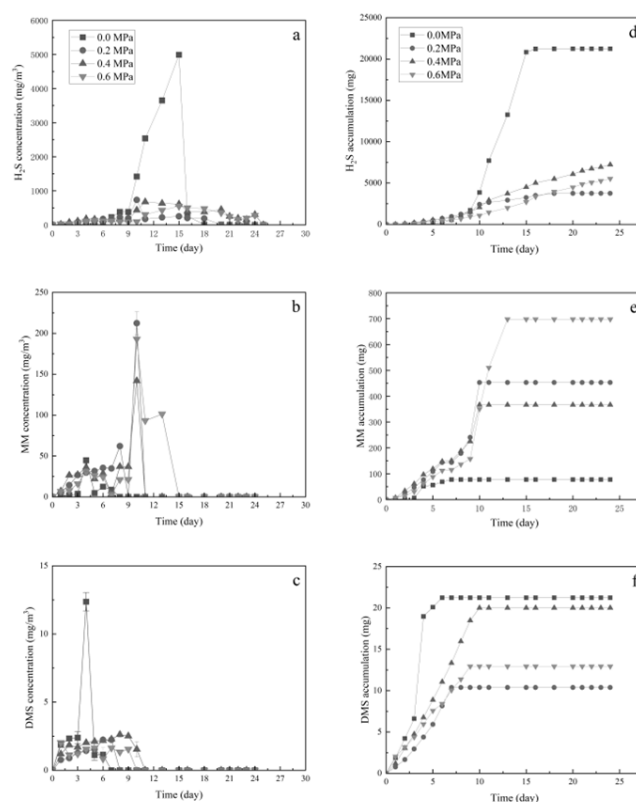 a
0.0 MPa
0.2 MPa
0.4 MPa
0.6 MPa
H₂S concentration (mg/m³)
6000
5000
4000
3000
2000
1000
0
0 3 6 9 12 15 18 21 24 27 30
Time (day)
d
0.0MPa
0.2MPa
0.4MPa
0.6MPa
H₂S accumulation (mg)
25000
20000
15000
10000
5000
0
0 5 10 15 20 25
Time (day)
b
MM concentration (mg/m³)
250
200
150
100
50
0
0 3 6 9 12 15 18 21 24 27 30
Time (day)
e
MM accumulation (mg)
800
700
600
500
400
300
200
100
0
0 5 10 15 20 25
Time (day)
c
DMS concentration (mg/m³)
15
10
5
0
0 3 6 9 12 15 18 21 24 27 30
Time (day)
f
DMS accumulation (mg)
25
20
15
10
5
0
0 5 10 15 20 25
Time (day)